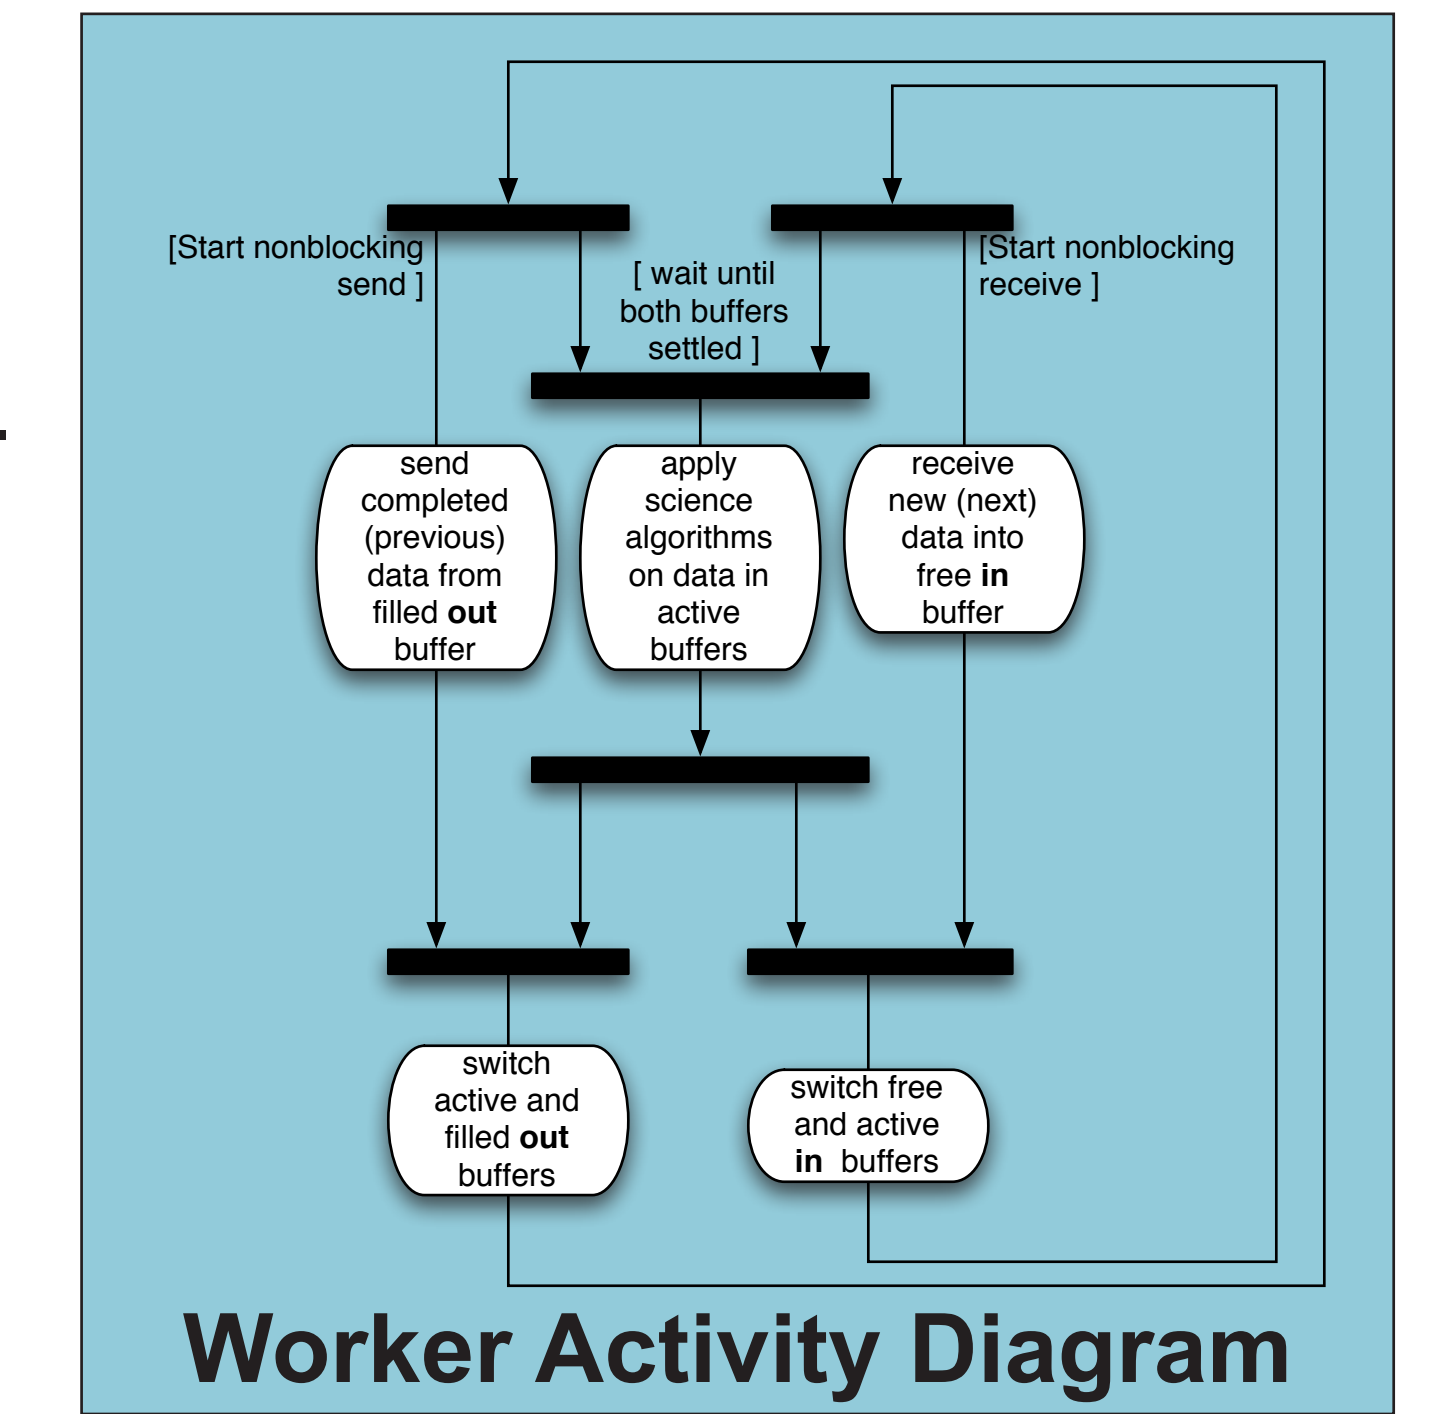 [Start nonblocking
send ]
[ wait until
both buffers
settled ]
[Start nonblocking
receive ]
send
completed
(previous)
data from
filled out
buffer
apply
science
algorithms
on data in
active
buffers
receive
new (next)
data into
free in
buffer
switch
active and
filled out
buffers
switch free
and active
in buffers
Worker Activity Diagram